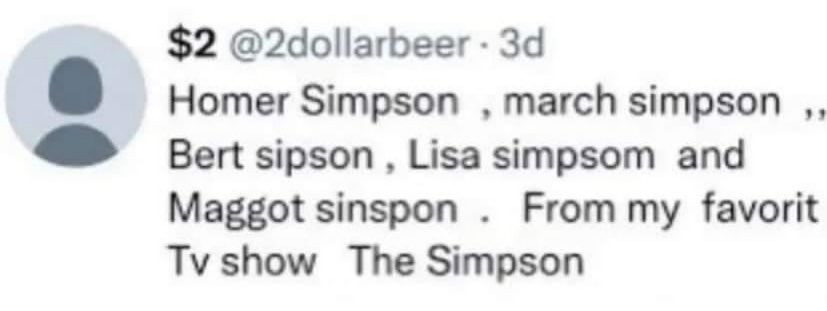 $2 @2dollarbeer · 3d
Homer Simpson , march simpson ,,
Bert sipson , Lisa simpsom and
Maggot sinspon . From my favorit
Tv show The Simpson